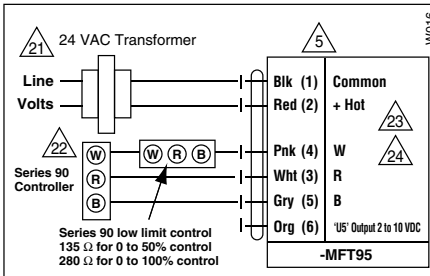 21 24 VAC Transformer
5
W016
Line
Volts
Blk (1) Common
Red (2) + Hot
23
22
W
R
B
W R B
Pnk (4) W
24
Series 90
Controller
Wht (3) R
Gry (5) B
Org (6) 'U5' Output 2 to 10 VDC
Series 90 low limit control
135 Ω for 0 to 50% control
280 Ω for 0 to 100% control
-MFT95